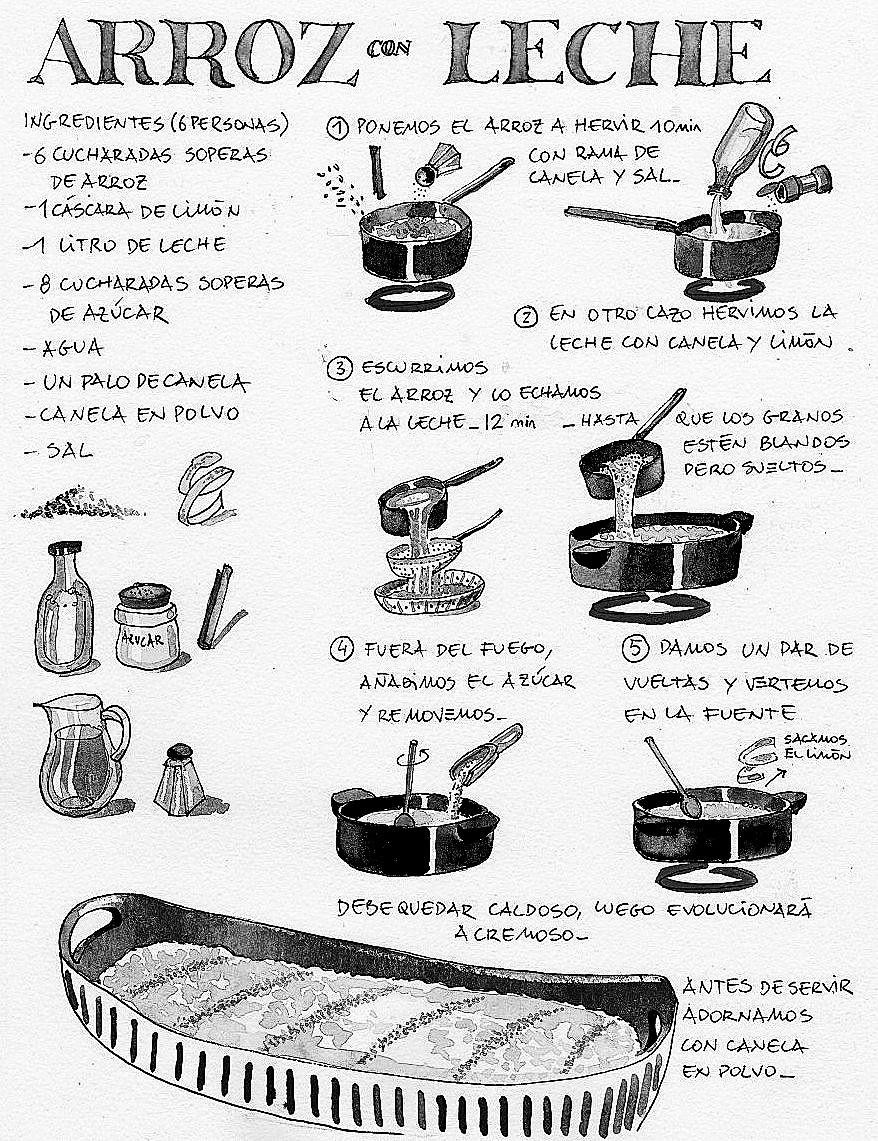 ARROZ CON LECHE
INGREDIENTES (6 PERSONAS)
-6 CUCHARADAS SOPERAS
DE ARROZ
-1 CÁSCARA DE LIMÓN
-1 LITRO DE LECHE
-8 CUCHARADAS SOPERAS
DE AZÚCAR
- AGUA
- UN PALO DE CANELA
- CANELA EN POLVO
- SAL
AZUCAR
① PONEMOS EL ARROZ A HERVIR 10 min
CON RAMA DE
CANELA Y SAL_
② EN OTRO CAZO HERVIMOS LA
LECHE CON CANELA Y LIMÓN
③ ESCURRIMOS
EL ARROZ Y LO ECHAMOS
A LA LECHE_ 12 min _ HASTA QUE LOS GRANOS
ESTÉN BLANDOS
PERO SUELTOS_
④ FUERA DEL FUEGO,
AÑADIMOS EL AZÚCAR
Y REMOVEMOS_
⑤ DAMOS UN PAR DE
VUELTAS Y VERTEMOS
EN LA FUENTE
SACAMOS
EL LIMÓN
DEBE QUEDAR CALDOSO, LUEGO EVOLUCIONARÁ
A CREMOSO_
ANTES DE SERVIR
ADORNAMOS
CON CANELA
EN POLVO_